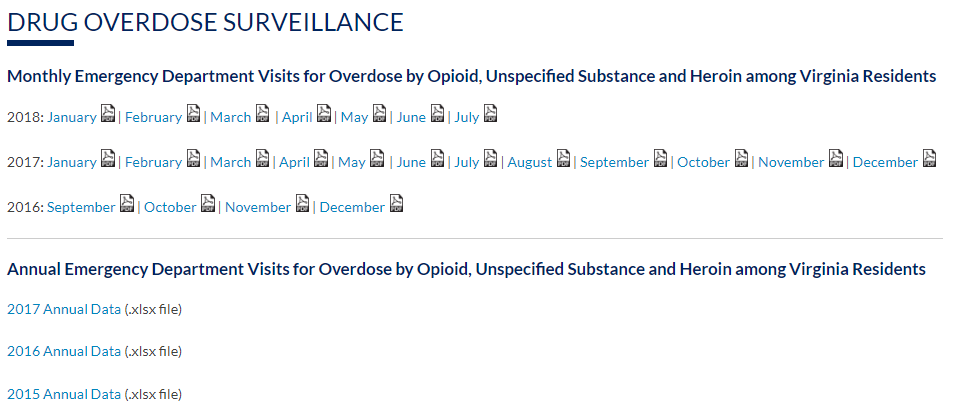 DRUG OVERDOSE SURVEILLANCE
Monthly Emergency Department Visits for Overdose by Opioid, Unspecified Substance and Heroin among Virginia Residents
2018: January | February | March | April | May | June | July
2017: January | February | March | April | May | June | July | August | September | October | November | December
2016: September | October | November | December
Annual Emergency Department Visits for Overdose by Opioid, Unspecified Substance and Heroin among Virginia Residents
2017 Annual Data (.xlsx file)
2016 Annual Data (.xlsx file)
2015 Annual Data (.xlsx file)